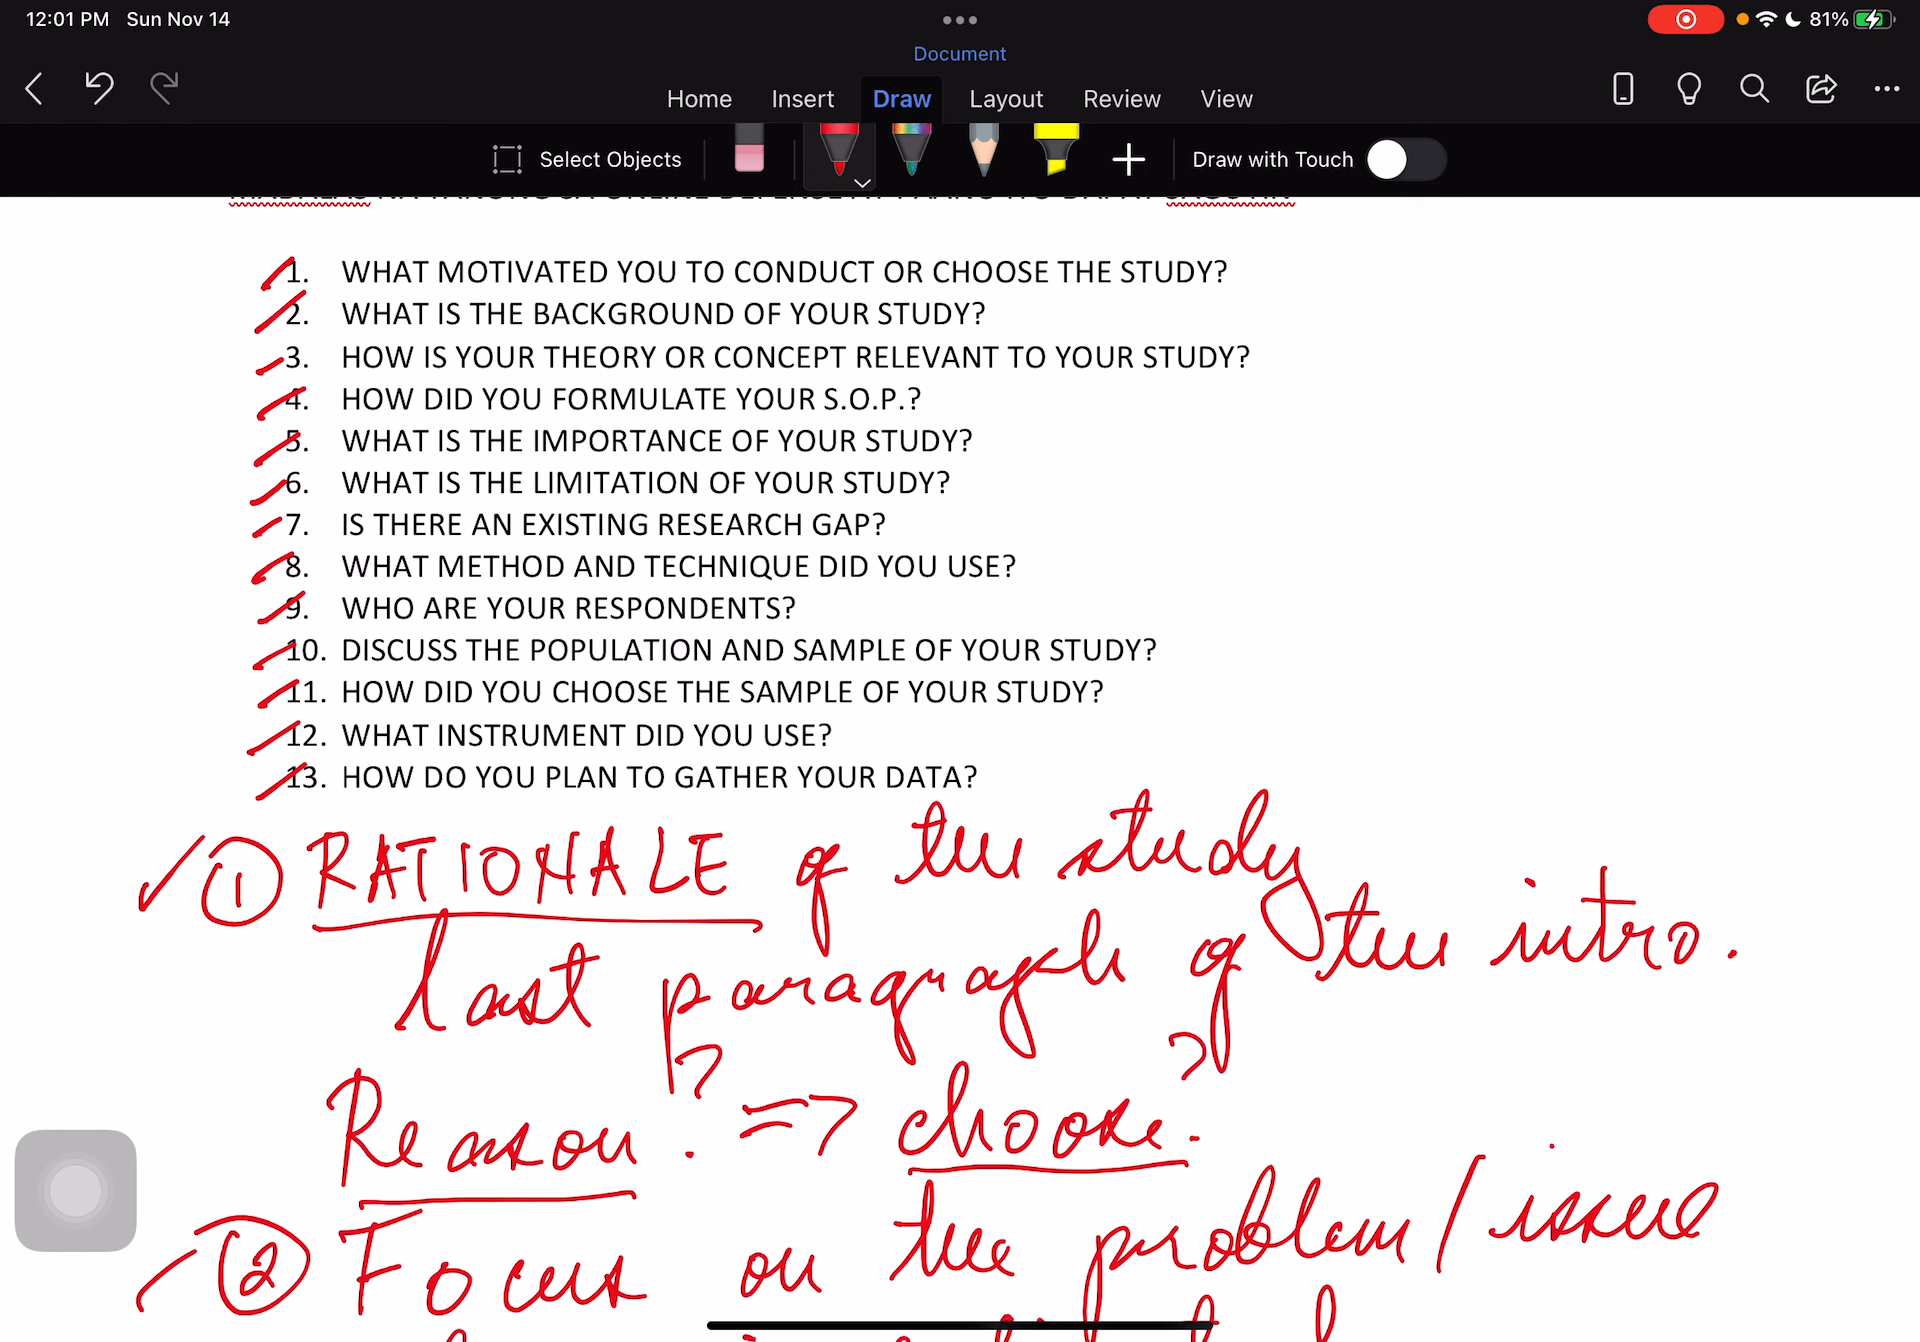 12:01 PM Sun Nov 14
81%
Document
Home Insert Draw Layout Review View
Select Objects
Draw with Touch
1. WHAT MOTIVATED YOU TO CONDUCT OR CHOOSE THE STUDY?
2. WHAT IS THE BACKGROUND OF YOUR STUDY?
3. HOW IS YOUR THEORY OR CONCEPT RELEVANT TO YOUR STUDY?
4. HOW DID YOU FORMULATE YOUR S.O.P.?
5. WHAT IS THE IMPORTANCE OF YOUR STUDY?
6. WHAT IS THE LIMITATION OF YOUR STUDY?
7. IS THERE AN EXISTING RESEARCH GAP?
8. WHAT METHOD AND TECHNIQUE DID YOU USE?
9. WHO ARE YOUR RESPONDENTS?
10. DISCUSS THE POPULATION AND SAMPLE OF YOUR STUDY?
11. HOW DID YOU CHOOSE THE SAMPLE OF YOUR STUDY?
12. WHAT INSTRUMENT DID YOU USE?
13. HOW DO YOU PLAN TO GATHER YOUR DATA?
1 RATIONALE of the study
last paragraph of the intro.
Reason? => choose?
2 Focus on the problem/issue